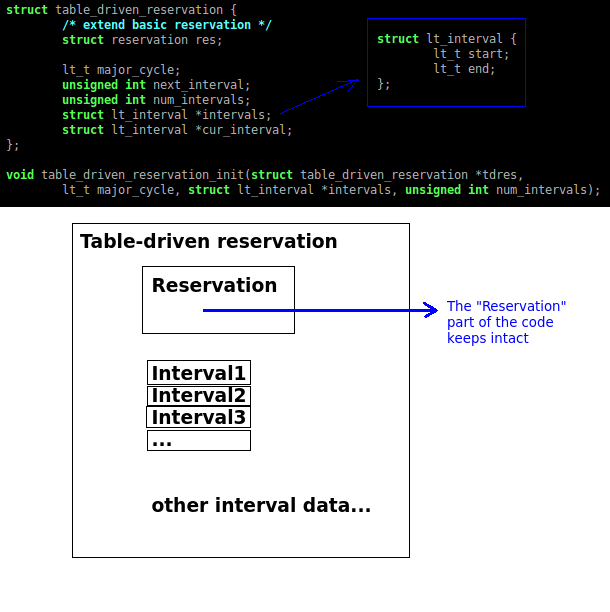 struct table_driven_reservation {
/* extend basic reservation */
struct reservation res;
lt_t major_cycle;
unsigned int next_interval;
unsigned int num_intervals;
struct lt_interval *intervals;
struct lt_interval *cur_interval;
};
struct lt_interval {
lt_t start;
lt_t end;
};
void table_driven_reservation_init(struct table_driven_reservation *tdres,
lt_t major_cycle, struct lt_interval *intervals, unsigned int num_intervals);
Table-driven reservation
Reservation
The "Reservation"
part of the code
keeps intact
Interval1
Interval2
Interval3
...
other interval data...